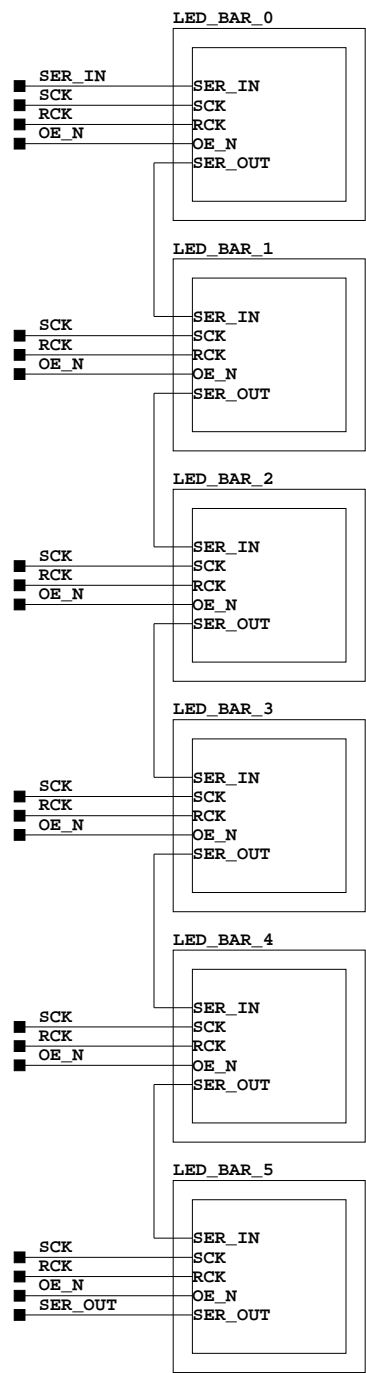 LED_BAR_0
SER_IN SER_IN
SCK SCK
RCK RCK
OE_N OE_N
SER_OUT
LED_BAR_1
SER_IN
SCK SCK
RCK RCK
OE_N OE_N
SER_OUT
LED_BAR_2
SER_IN
SCK SCK
RCK RCK
OE_N OE_N
SER_OUT
LED_BAR_3
SER_IN
SCK SCK
RCK RCK
OE_N OE_N
SER_OUT
LED_BAR_4
SER_IN
SCK SCK
RCK RCK
OE_N OE_N
SER_OUT
LED_BAR_5
SER_IN
SCK SCK
RCK RCK
OE_N OE_N
SER_OUT SER_OUT